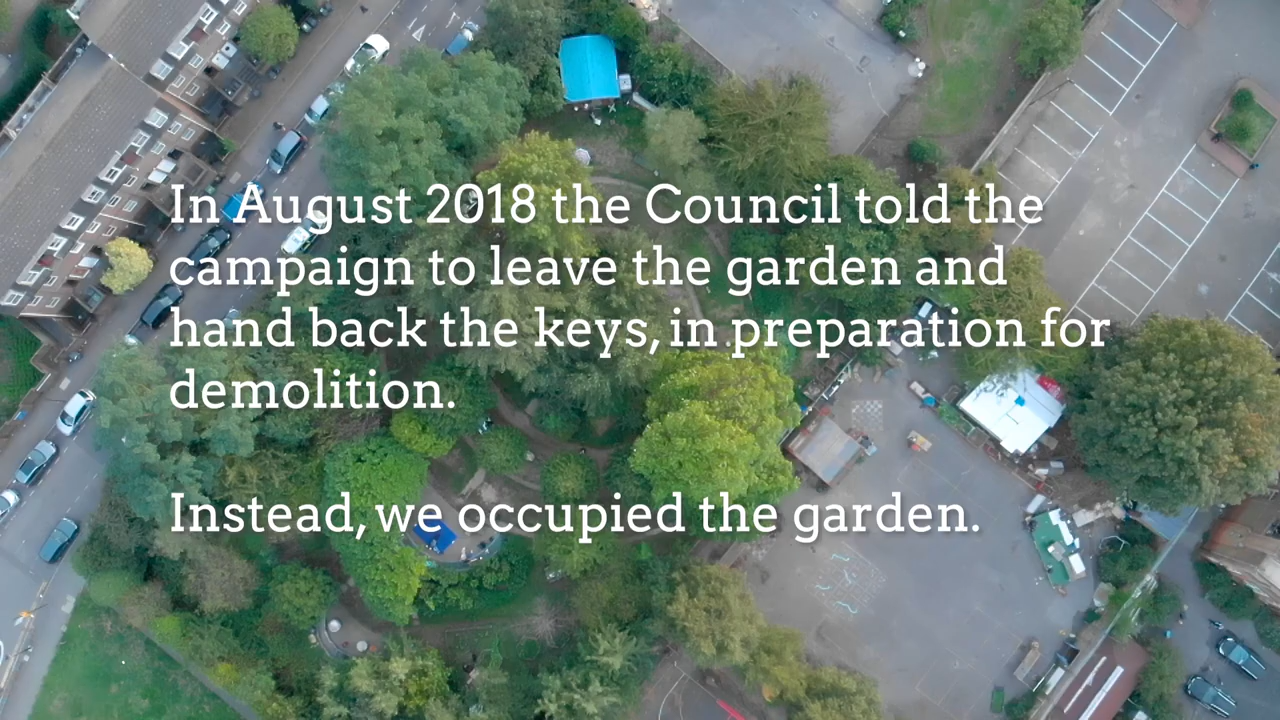 In August 2018 the Council told the
campaign to leave the garden and
hand back the keys, in preparation for
demolition.
Instead, we occupied the garden.